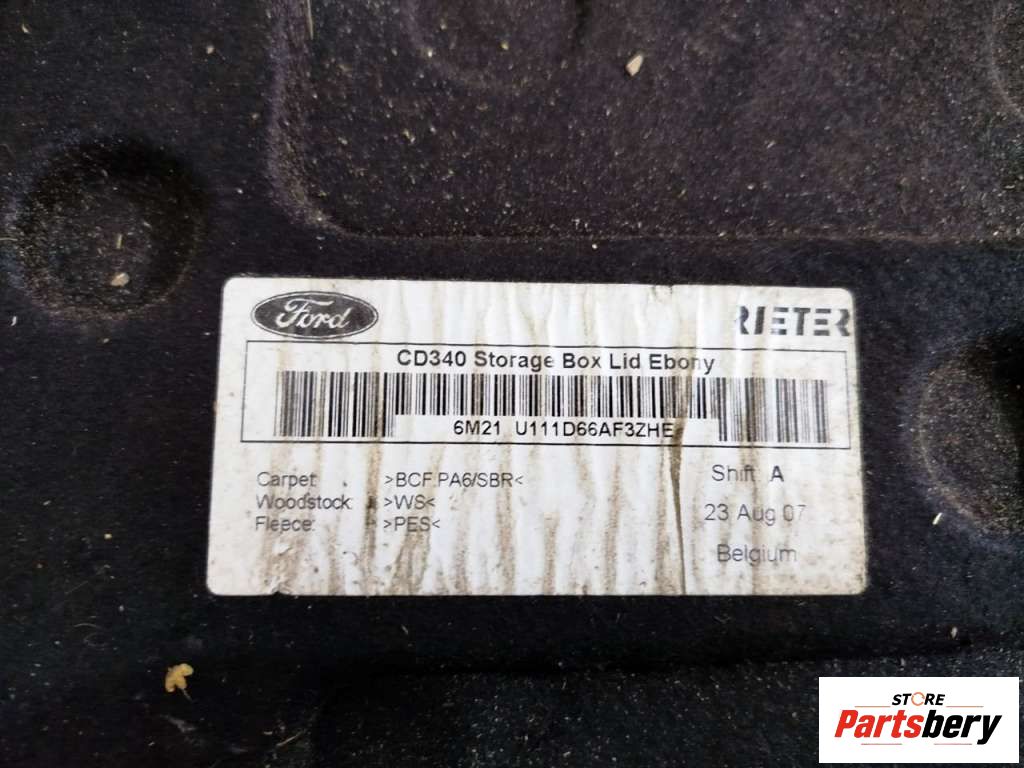 Ford
RIETER
CD340 Storage Box Lid Ebony
6M21 U111D66AF3ZHE
Carpet: >BCF PA6/SBR<
Woodstock: >WS<
Fleece: >PES<
Shift A
23 Aug 07
Belgium
STORE
Partsbery